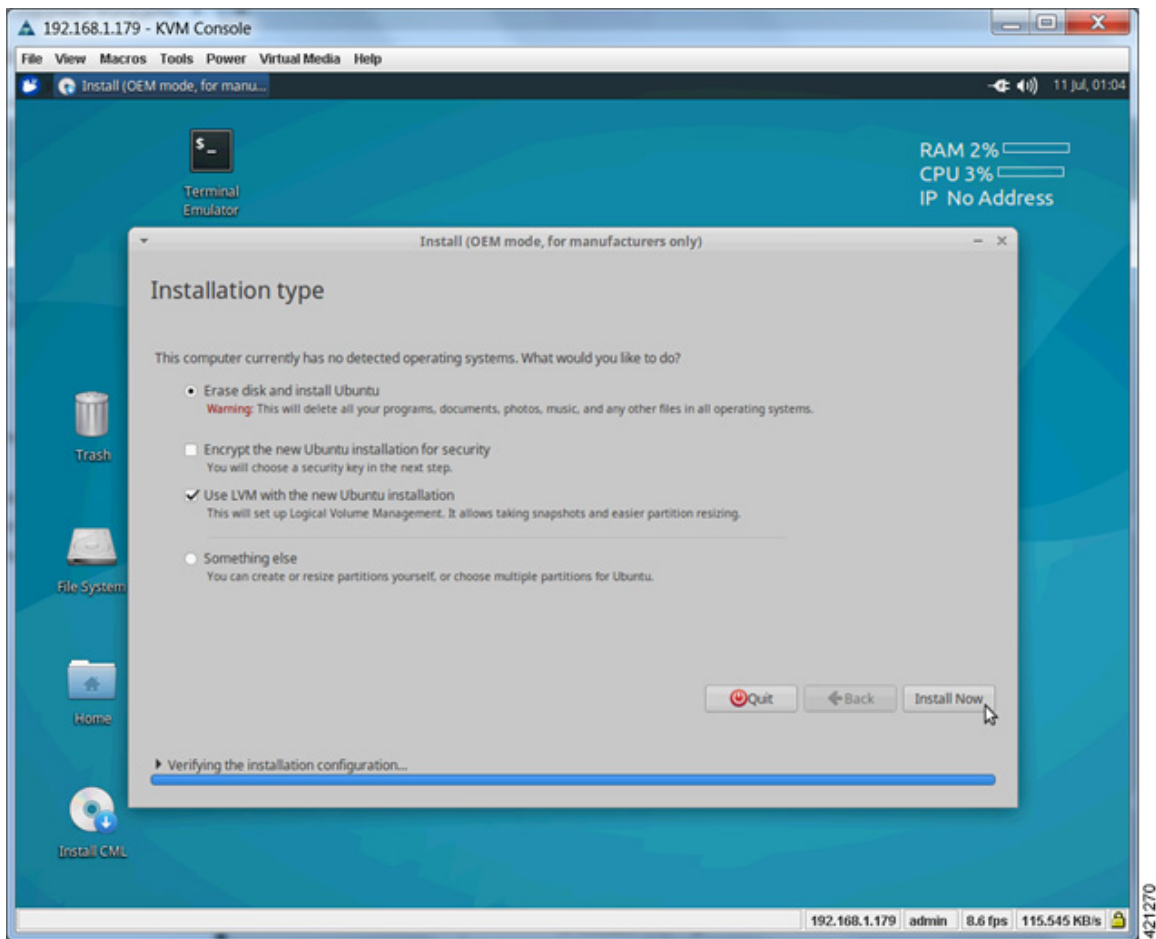 192.168.1.179 - KVM Console
File View Macros Tools Power Virtual Media Help
Install (OEM mode, for manu...
11 Jul, 01:04
$_
Terminal
Emulator
RAM 2%
CPU 3%
IP No Address
Install (OEM mode, for manufacturers only)
Installation type
This computer currently has no detected operating systems. What would you like to do?
Erase disk and install Ubuntu
Warning: This will delete all your programs, documents, photos, music, and any other files in all operating systems.
Encrypt the new Ubuntu installation for security
You will choose a security key in the next step.
Use LVM with the new Ubuntu installation
This will set up Logical Volume Management. It allows taking snapshots and easier partition resizing.
Something else
You can create or resize partitions yourself, or choose multiple partitions for Ubuntu.
Trash
File System
Home
Install CML
Quit
Back
Install Now
Verifying the installation configuration...
192.168.1.179 admin 8.6 fps 115.545 KB/s
421270